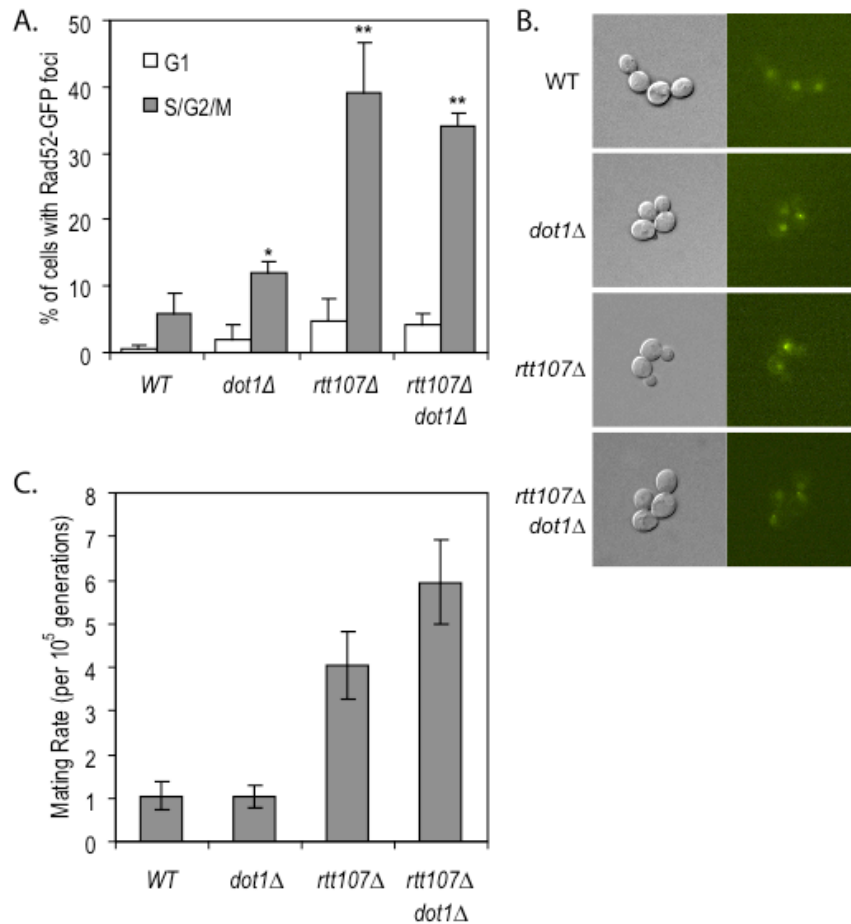 A.
% of cells with Rad52-GFP foci
50
40
30
20
10
0
G1
S/G2/M
*
**
**
WT
dot1Δ
rtt107Δ
rtt107Δ
dot1Δ
B.
WT
dot1Δ
rtt107Δ
rtt107Δ
dot1Δ
C.
Mating Rate (per 10⁵ generations)
8
7
6
5
4
3
2
1
0
WT
dot1Δ
rtt107Δ
rtt107Δ
dot1Δ